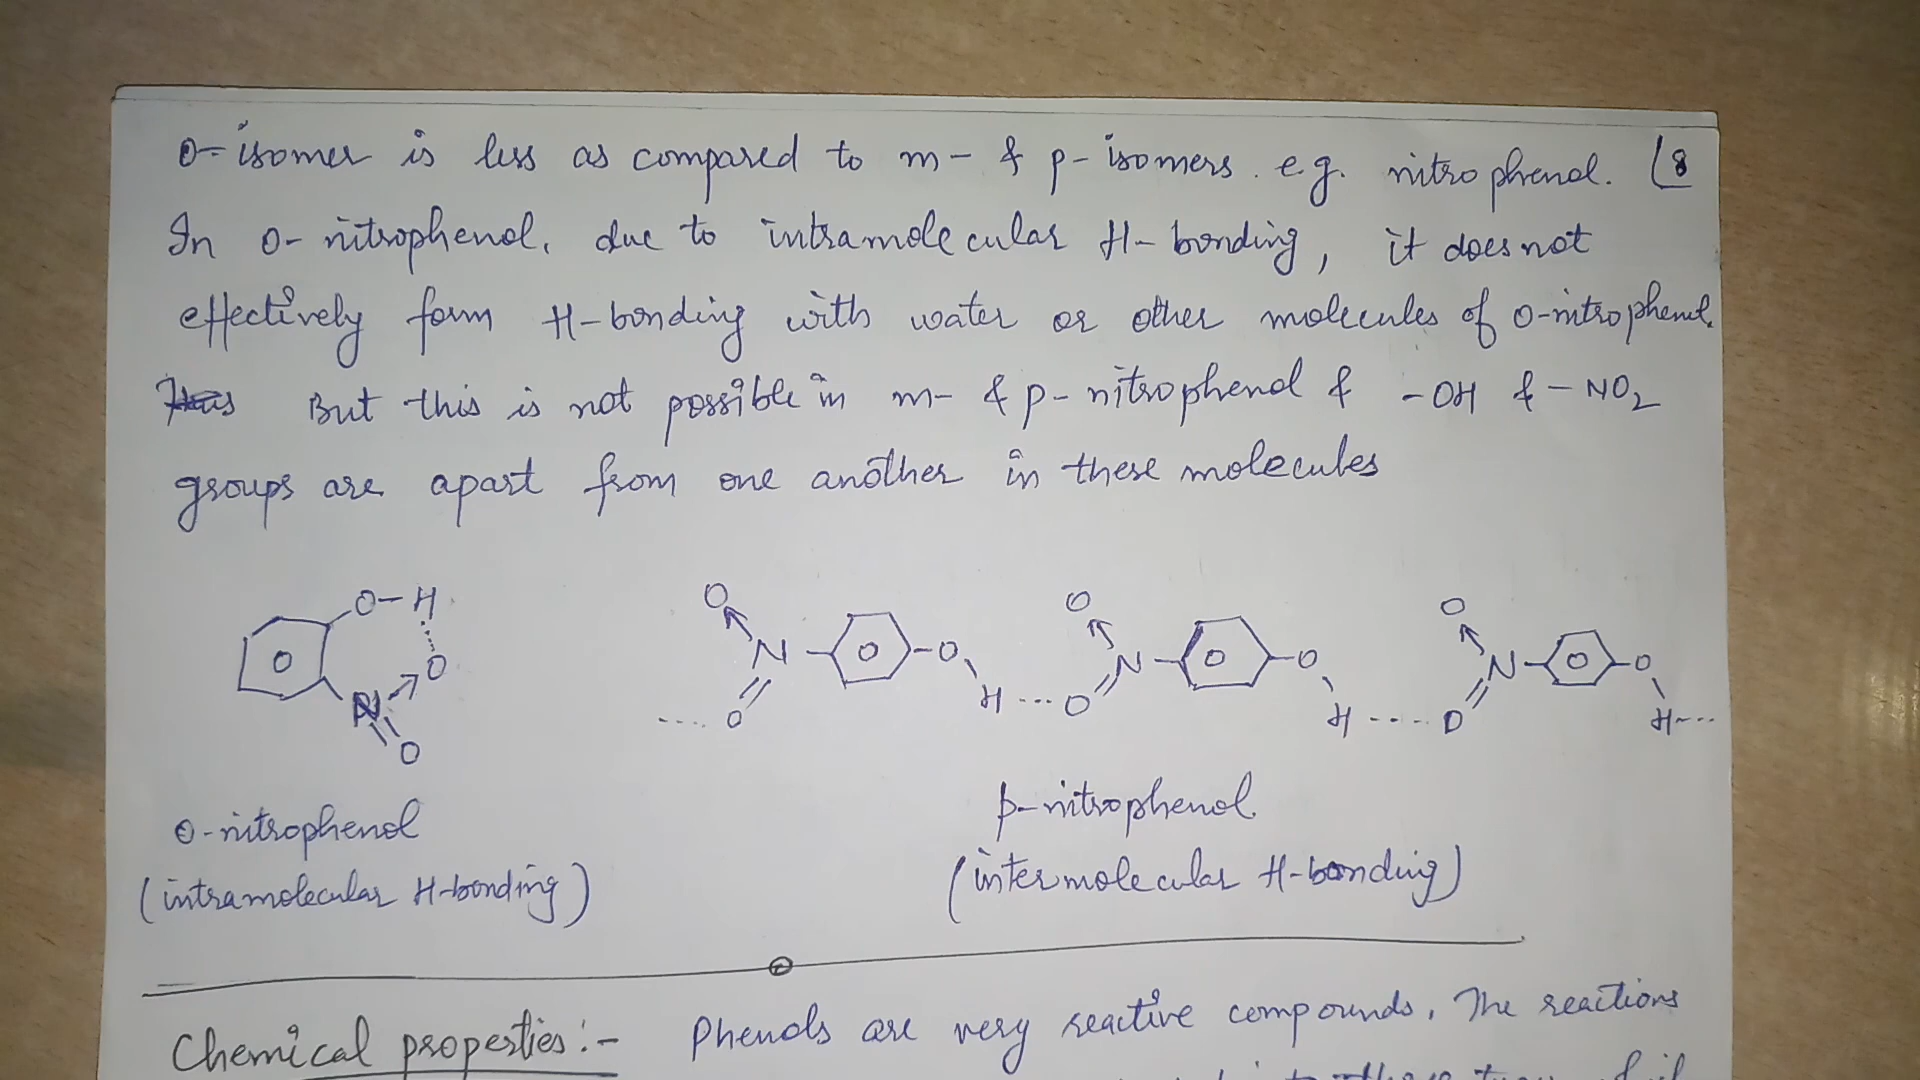 o-isomer is less as compared to m- & p-isomers. e.g. nitrophenol. 8
In o-nitrophenol, due to intramolecular H-bonding, it does not
effectively form H-bonding with water or other molecules of o-nitrophenol.
Thus But this is not possible in m- & p-nitrophenol & -OH & -NO2
groups are apart from one another in these molecules
O-H O N O
O N O O H O N O O H O N O O H
o-nitrophenol
(intramolecular H-bonding)
p-nitrophenol
(intermolecular H-bonding)
Chemical properties:- Phenols are very reactive compounds. The reactions